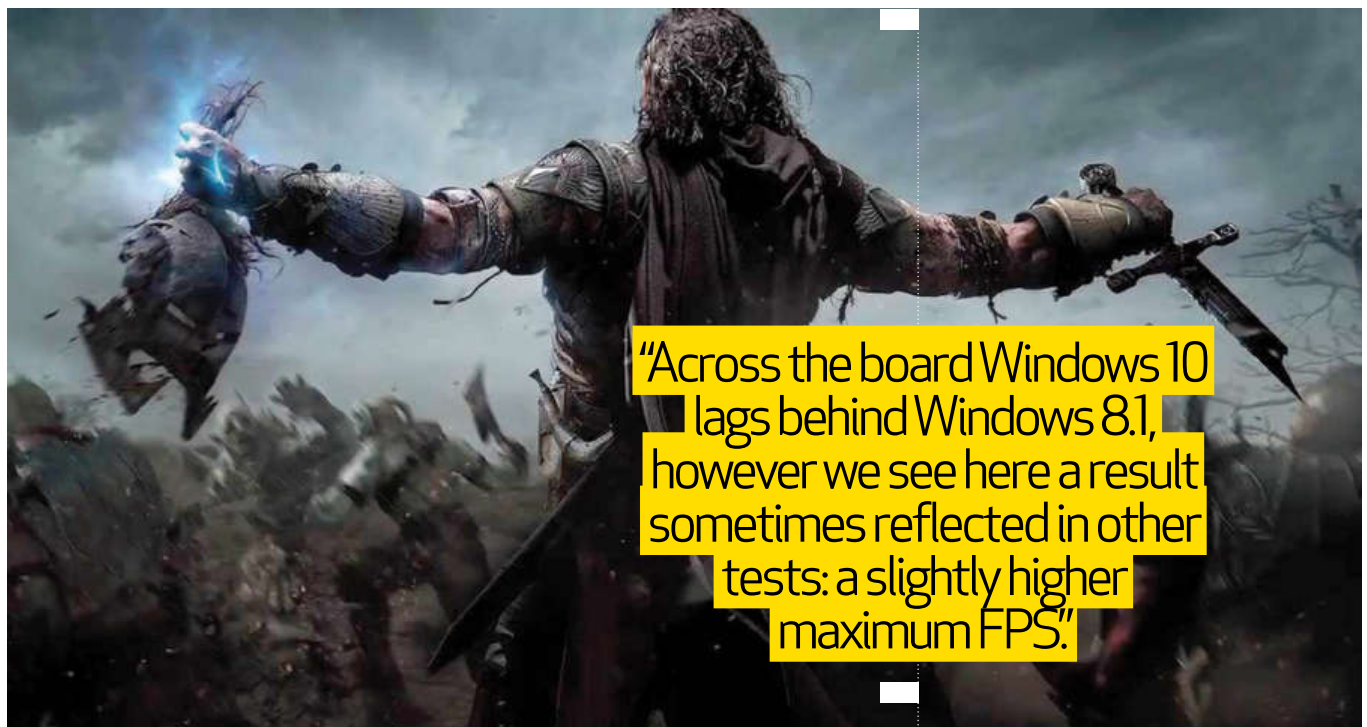 “Across the board Windows 10
lags behind Windows 8.1,
however we see here a result
sometimes reflected in other
tests: a slightly higher
maximum FPS.”